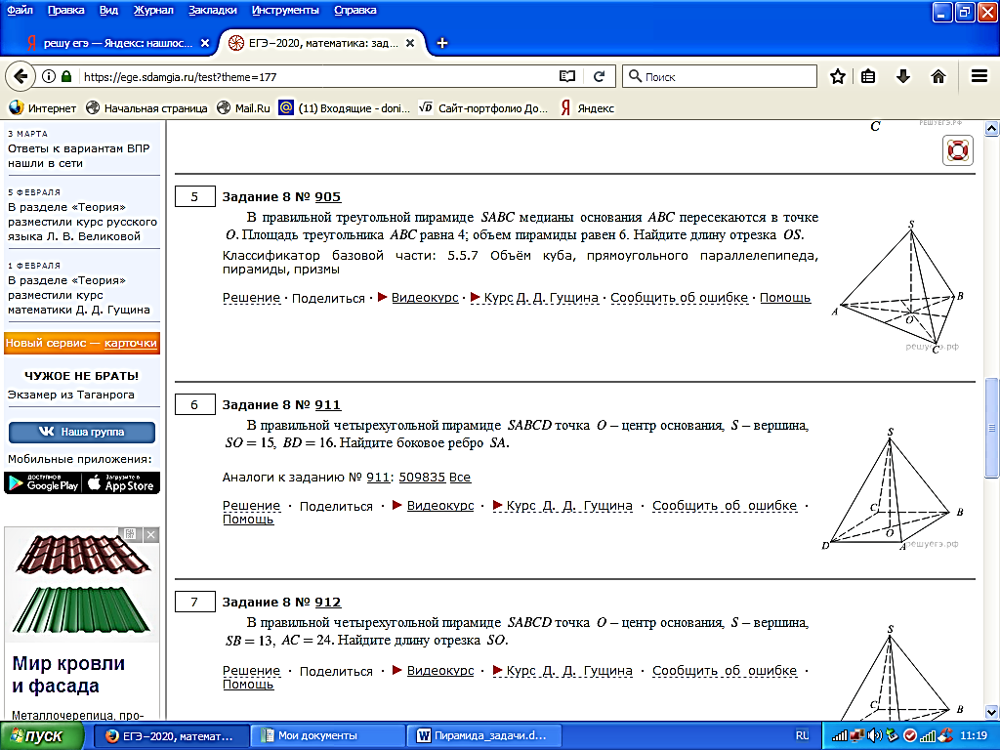 Файл Правка Вид Журнал Закладки Инструменты Справка
решу егэ — Яндекс: нашлос... × ЕГЭ–2020, математика: зад... × +
https://ege.sdamgia.ru/test?theme=177 Поиск
Интернет Начальная страница Mail.Ru (11) Входящие - doni... Сайт-портфолио До... Яндекс
3 МАРТА
Ответы к вариантам ВПР
нашли в сети
5 ФЕВРАЛЯ
В разделе «Теория»
разместили курс русского
языка Л. В. Великовой
1 ФЕВРАЛЯ
В разделе «Теория»
разместили курс
математики Д. Д. Гущина
Новый сервис — карточки
ЧУЖОЕ НЕ БРАТЬ!
Экзамер из Таганрога
Наша группа
Мобильные приложения:
ДОСТУПНО В Google Play Загрузите в App Store
Мир кровли
и фасада
Металлочерепица, про-
C
РЕШУЕГЭ.РФ
5 Задание 8 № 905
В правильной треугольной пирамиде SABC медианы основания ABC пересекаются в точке
O. Площадь треугольника ABC равна 4; объем пирамиды равен 6. Найдите длину отрезка OS.
Классификатор базовой части: 5.5.7 Объём куба, прямоугольного параллелепипеда,
пирамиды, призмы
Решение · Поделиться · Видеокурс · Курс Д. Д. Гущина · Сообщить об ошибке · Помощь
S
A
B
O
C
решуегэ.рф
6 Задание 8 № 911
В правильной четырехугольной пирамиде SABCD точка O – центр основания, S – вершина,
SO = 15, BD = 16. Найдите боковое ребро SA.
Аналоги к заданию № 911: 509835 Все
Решение · Поделиться · Видеокурс · Курс Д. Д. Гущина · Сообщить об ошибке ·
Помощь
S
C
B
O
D
A
решуегэ.рф
7 Задание 8 № 912
В правильной четырехугольной пирамиде SABCD точка O – центр основания, S – вершина,
SB = 13, AC = 24. Найдите длину отрезка SO.
Решение · Поделиться · Видеокурс · Курс Д. Д. Гущина · Сообщить об ошибке ·
Помощь
S
C
B
пуск ЕГЭ–2020, математ... Мои документы Пирамида_задачи.d... RU 11:19